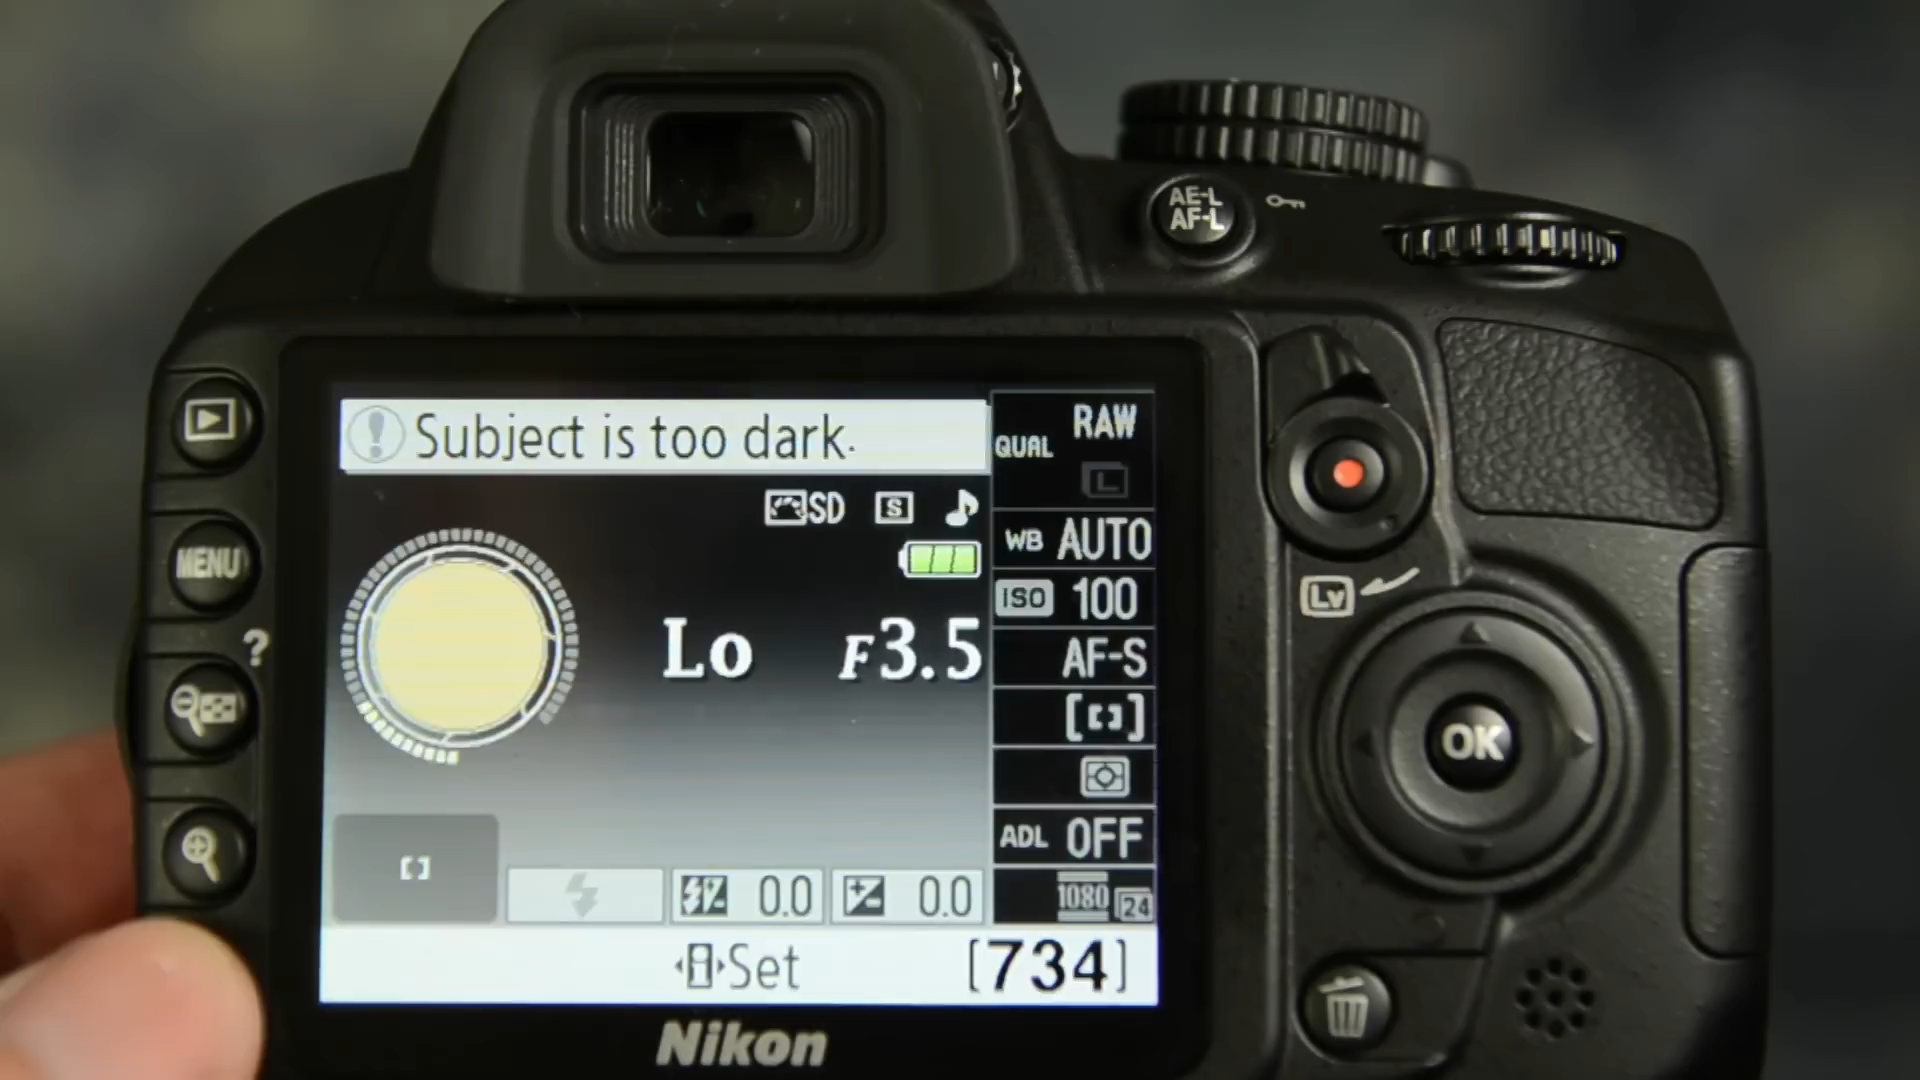 AE-L
AF-L
Subject is too dark.
RAW
QUAL
L
SD
S
WB AUTO
ISO 100
Lo F3.5
AF-S
MENU
?
Lv
OK
ADL OFF
0.0
0.0
1080 24
Set
[734]
Nikon